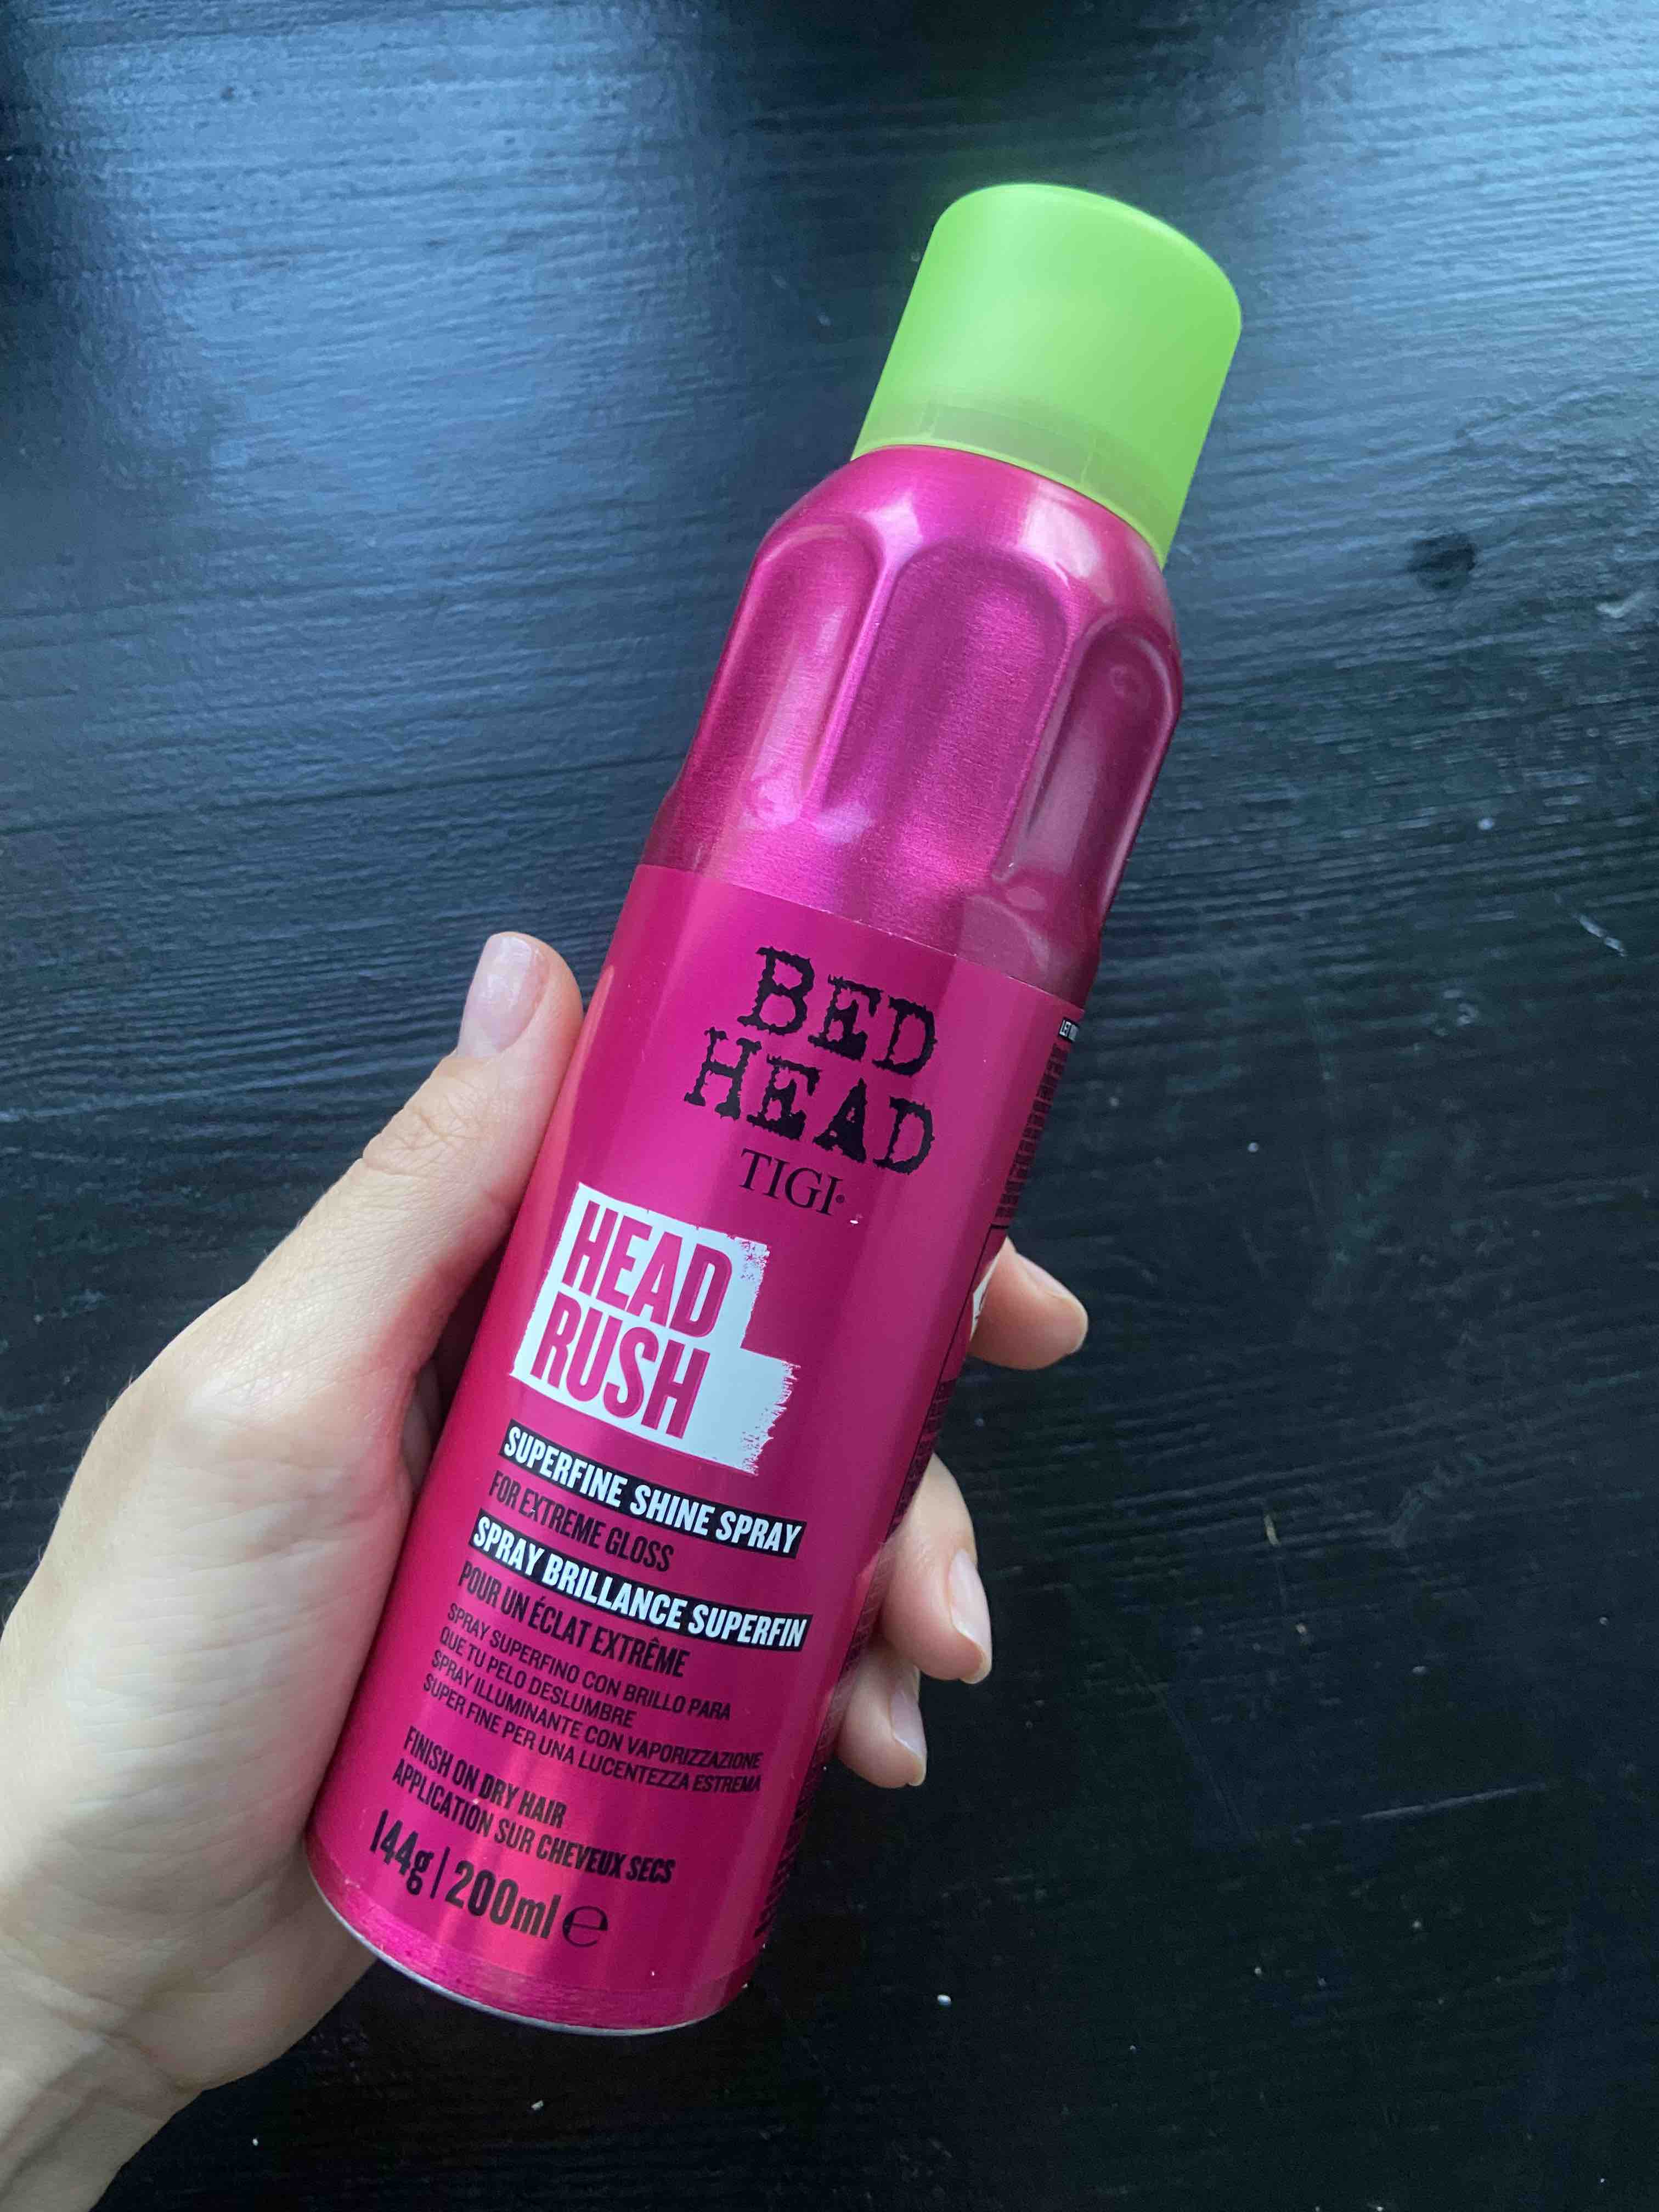 BED
HEAD
TIGI®
HEAD
RUSH
SUPERFINE SHINE SPRAY
FOR EXTREME GLOSS
SPRAY BRILLANCE SUPERFIN
POUR UN ÉCLAT EXTRÊME
SPRAY SUPERFINO CON BRILLO PARA
QUE TU PELO DESLUMBRE
SPRAY ILLUMINANTE CON VAPORIZZAZIONE
SUPER FINE PER UNA LUCENTEZZA ESTREMA
FINISH ON DRY HAIR
APPLICATION SUR CHEVEUX SECS
144g | 200ml ℮